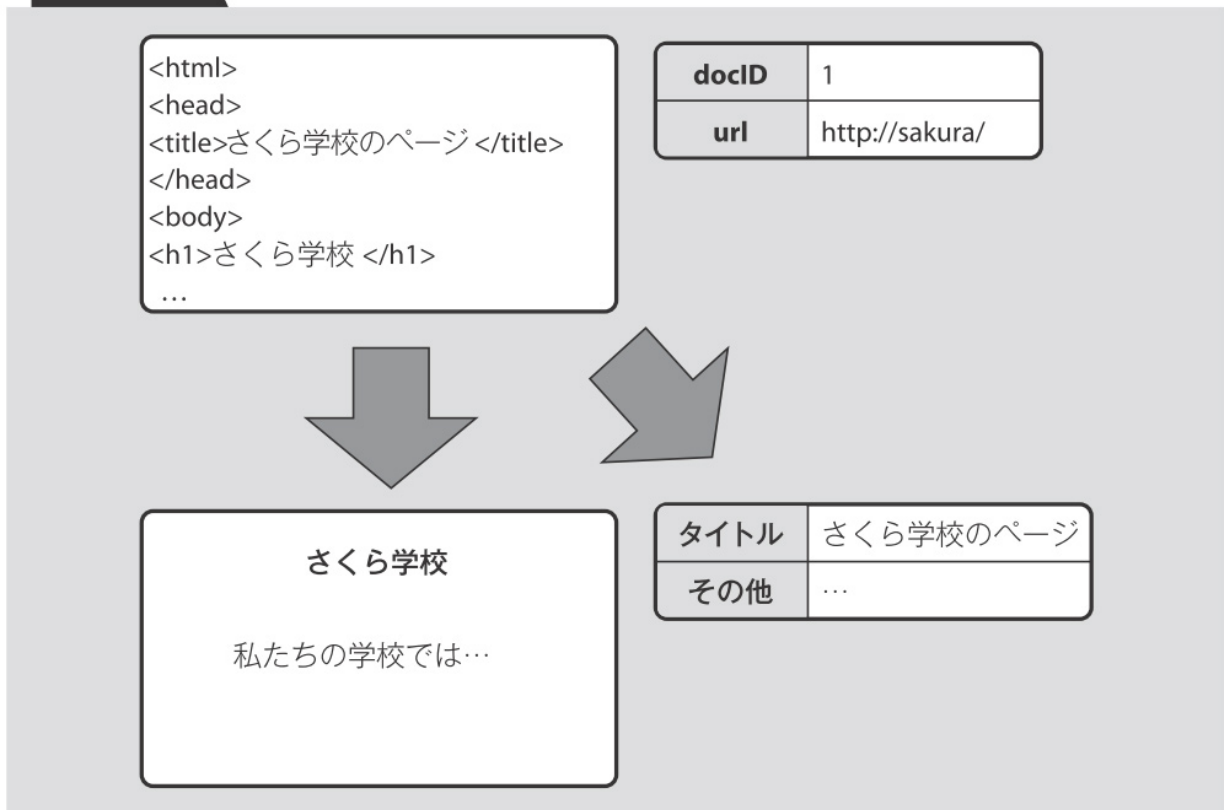 <html>
<head>
<title>さくら学校のページ </title>
</head>
<body>
<h1>さくら学校 </h1>
…
docID 1
url http://sakura/
さくら学校
私たちの学校では…
タイトル さくら学校のページ
その他 …